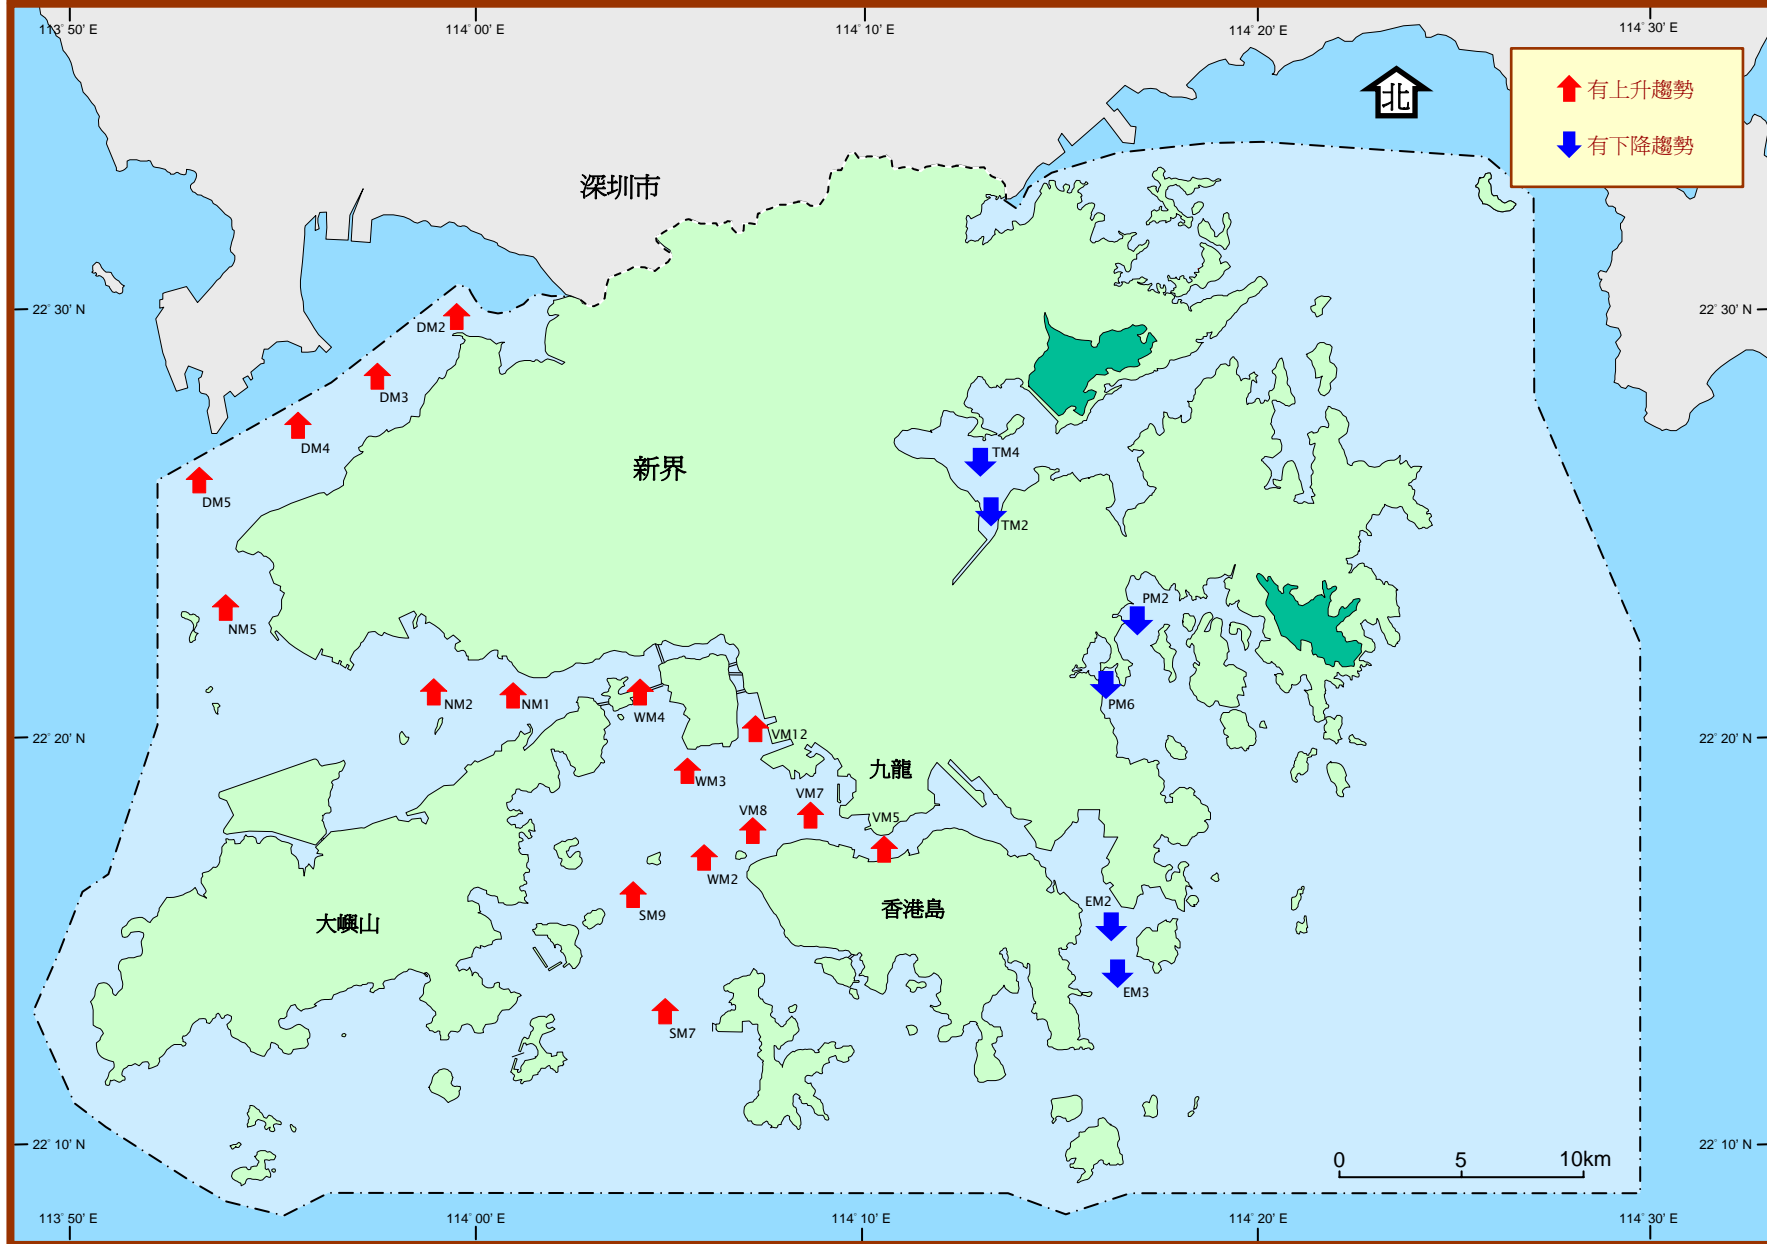 113° 50' E
114° 00' E
114° 10' E
114° 20' E
114° 30' E
北
有上升趨勢
有下降趨勢
深圳市
22° 30' N
22° 30' N
DM2
DM3
DM4
DM5
新界
TM4
TM2
NM5
PM2
PM6
NM2
NM1
WM4
VM12
22° 20' N
22° 20' N
九龍
WM3
VM7
VM8
VM5
WM2
香港島
大嶼山
SM9
EM2
EM3
SM7
22° 10' N
22° 10' N
0 5 10km
113° 50' E
114° 00' E
114° 10' E
114° 20' E
114° 30' E